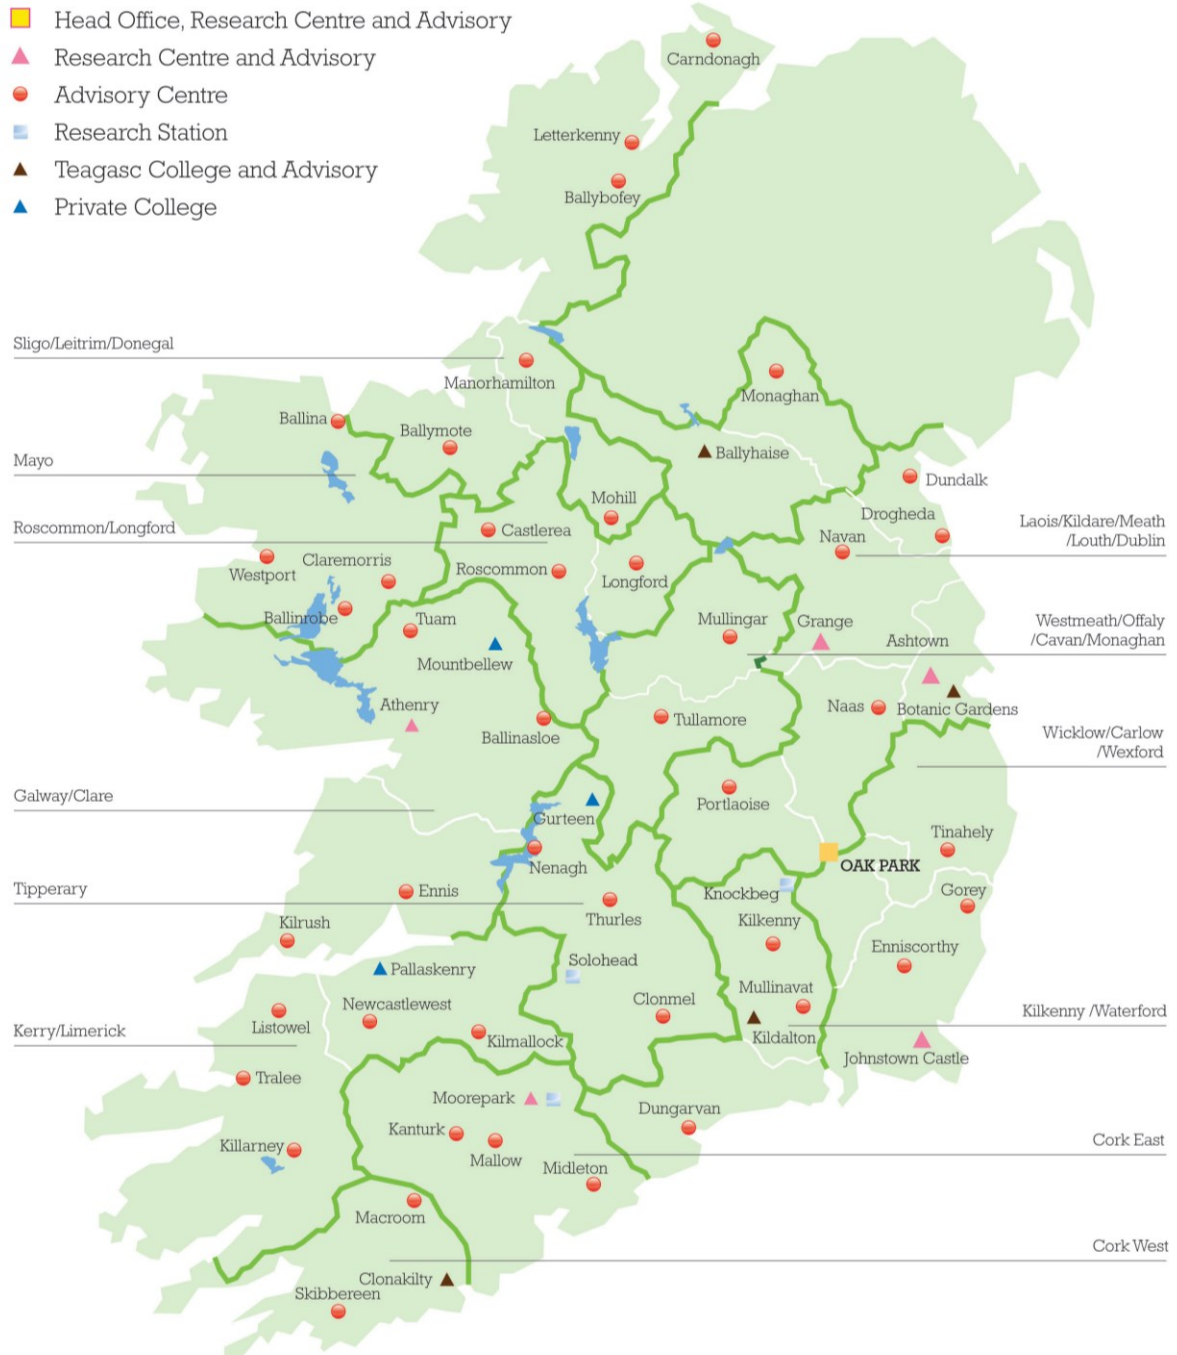 Head Office, Research Centre and Advisory
Research Centre and Advisory
Advisory Centre
Research Station
Teagasc College and Advisory
Private College
Carndonagh
Letterkenny
Ballybofey
Sligo/Leitrim/Donegal
Manorhamilton
Monaghan
Ballina
Ballymote
Ballyhaise
Mayo
Dundalk
Mohill
Drogheda
Laois/Kildare/Meath
/Louth/Dublin
Roscommon/Longford
Castlerea
Navan
Claremorris
Westport
Roscommon
Longford
Ballinrobe
Tuam
Mullingar
Grange
Westmeath/Offaly
/Cavan/Monaghan
Ashtown
Mountbellew
Athenry
Naas
Botanic Gardens
Tullamore
Ballinasloe
Wicklow/Carlow
/Wexford
Galway/Clare
Portlaoise
Gurteen
Tinahely
Nenagh
OAK PARK
Tipperary
Ennis
Knockbeg
Gorey
Thurles
Kilrush
Kilkenny
Enniscorthy
Solohead
Pallaskenry
Mullinavat
Newcastlewest
Clonmel
Kilkenny /Waterford
Listowel
Kerry/Limerick
Kilmallock
Kildalton
Johnstown Castle
Tralee
Moorepark
Dungarvan
Kanturk
Cork East
Killarney
Mallow
Midleton
Macroom
Cork West
Clonakilty
Skibbereen